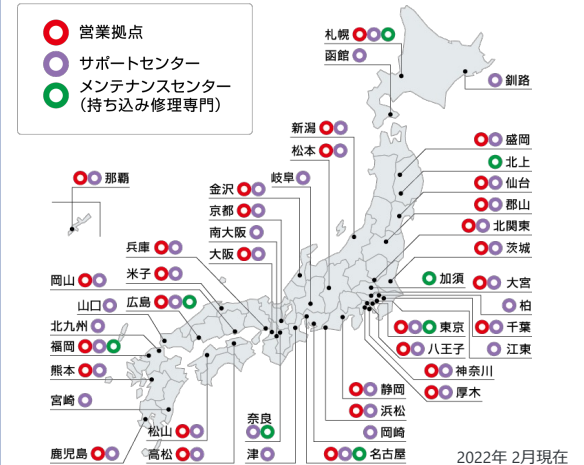 営業拠点
サポートセンター
メンテナンスセンター
（持ち込み修理専門）
札幌
函館
釧路
新潟
松本
盛岡
北上
仙台
郡山
北関東
茨城
那覇
岐阜
金沢
京都
南大阪
大阪
兵庫
米子
岡山
広島
山口
北九州
福岡
熊本
宮崎
鹿児島
松山
高松
奈良
津
加須
大宮
柏
東京
千葉
八王子
江東
神奈川
厚木
静岡
浜松
岡崎
名古屋
2022年 2月現在